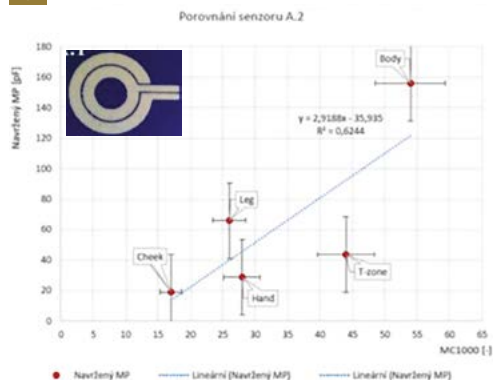 Porovnání senzoru A.2
Navržený MP [pF]
180
160
140
120
100
80
60
40
20
0
Body
y = 2,9188x - 35,935
R² = 0,6244
Leg
Cheek
Hand
T-zone
0 5 10 15 20 25 30 35 40 45 50 55 60 65
MC1000 [-]
Navržený MP Lineární (Navržený MP) Lineární (Navržený MP)